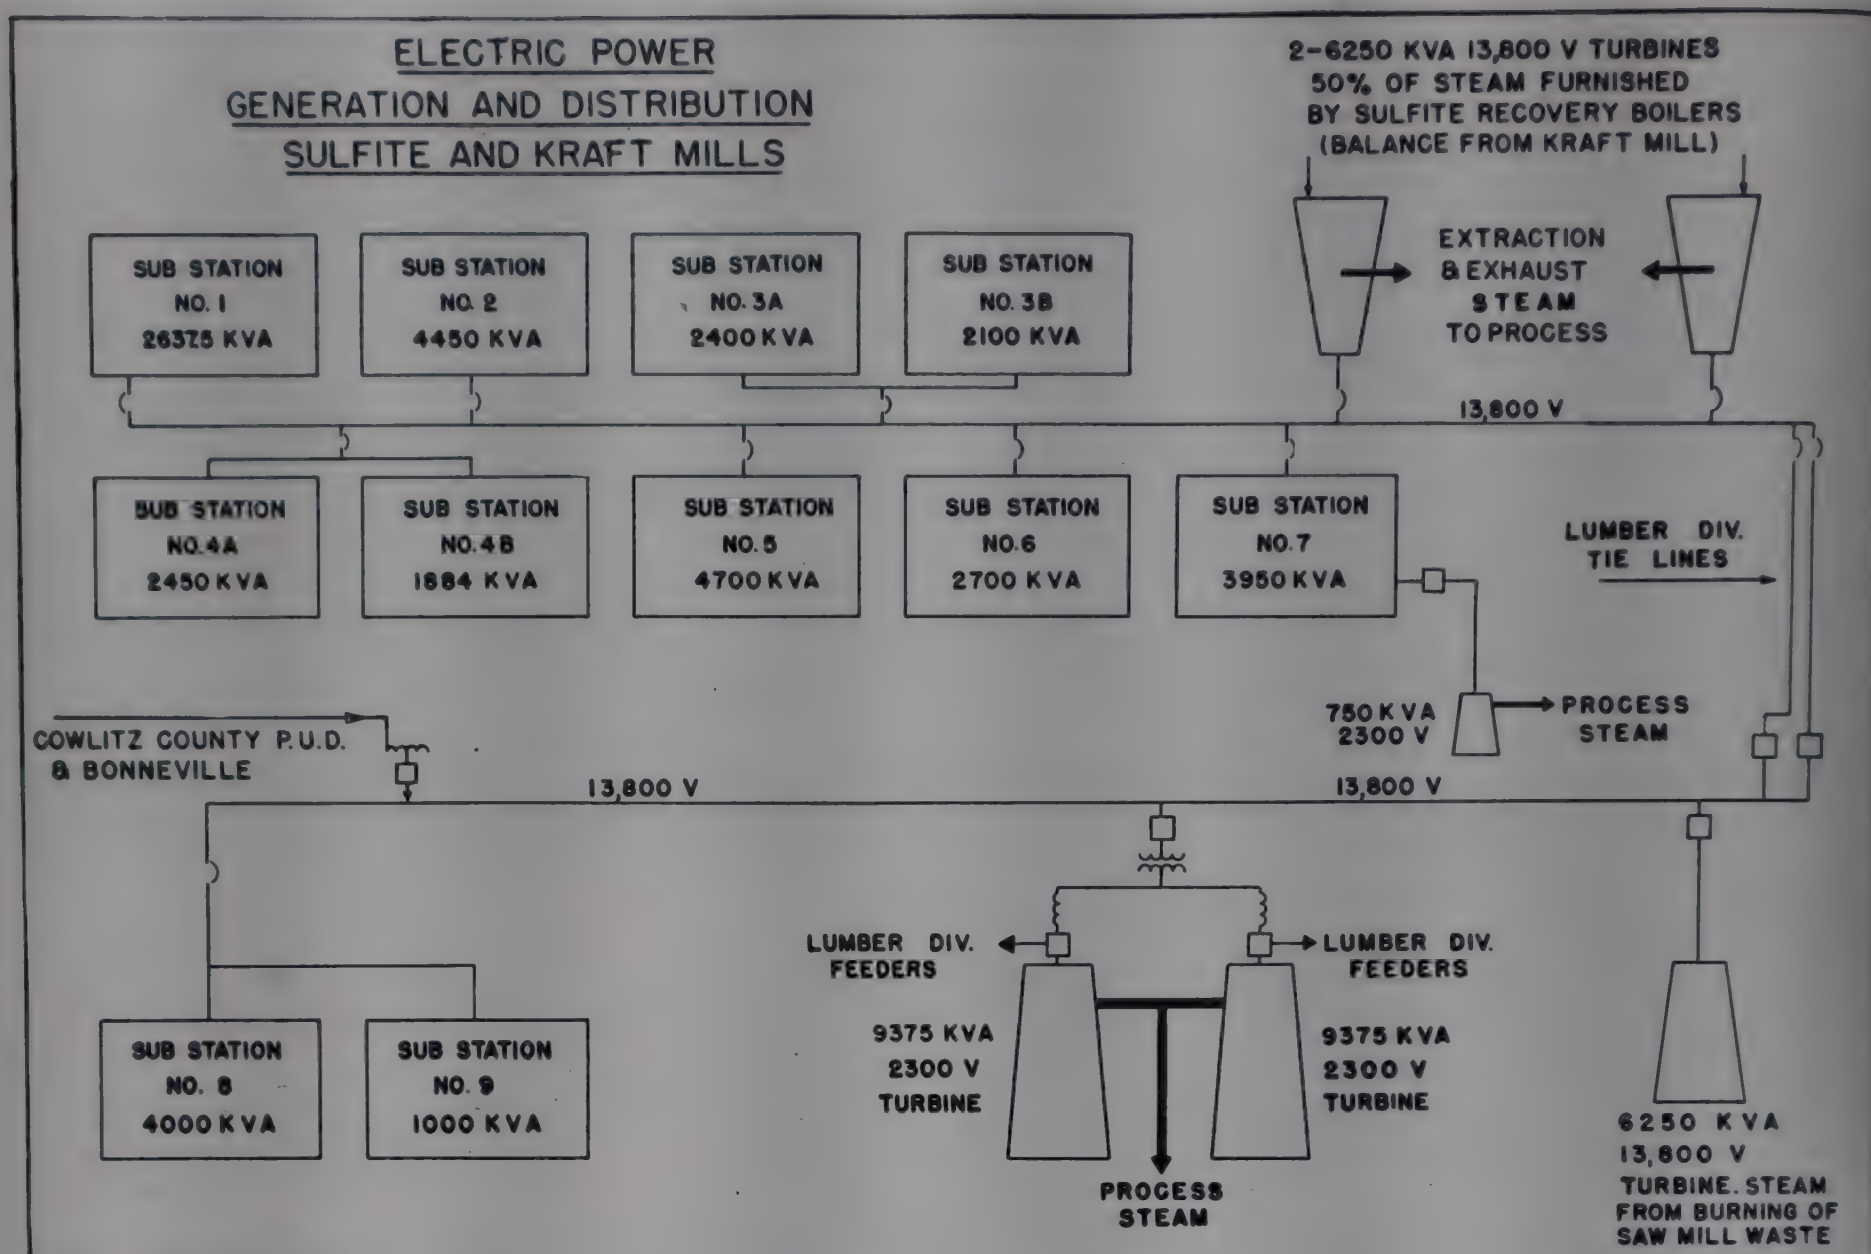 ELECTRIC POWER
GENERATION AND DISTRIBUTION
SULFITE AND KRAFT MILLS
2-6250 KVA 13,800 V TURBINES
50% OF STEAM FURNISHED
BY SULFITE RECOVERY BOILERS
(BALANCE FROM KRAFT MILL)
SUB STATION
NO. 1
26375 KVA
SUB STATION
NO. 2
4450 KVA
SUB STATION
NO. 3A
2400 KVA
SUB STATION
NO. 3B
2100 KVA
EXTRACTION
& EXHAUST
STEAM
TO PROCESS
13,800 V
SUB STATION
NO. 4A
2450 KVA
SUB STATION
NO. 4B
1884 KVA
SUB STATION
NO. 5
4700 KVA
SUB STATION
NO. 6
2700 KVA
SUB STATION
NO. 7
3950 KVA
LUMBER DIV.
TIE LINES
750 KVA
2300 V
PROCESS
STEAM
COWLITZ COUNTY P.U.D.
& BONNEVILLE
13,800 V
13,800 V
LUMBER DIV.
FEEDERS
LUMBER DIV.
FEEDERS
9375 KVA
2300 V
TURBINE
9375 KVA
2300 V
TURBINE
PROCESS
STEAM
SUB STATION
NO. 8
4000 KVA
SUB STATION
NO. 9
1000 KVA
6250 KVA
13,800 V
TURBINE. STEAM
FROM BURNING OF
SAW MILL WASTE